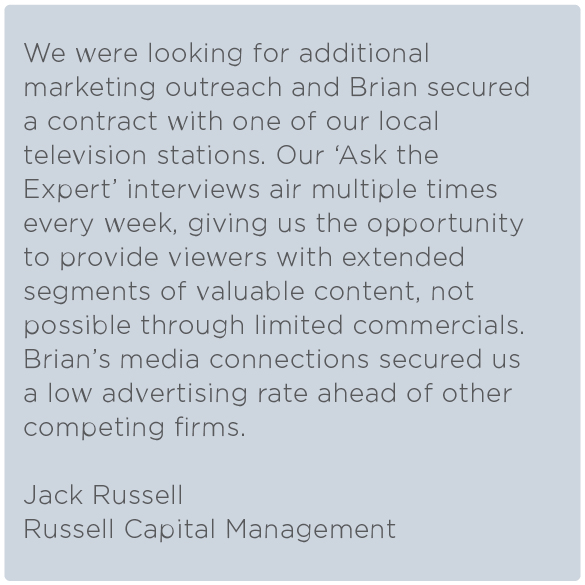 We were looking for additional
marketing outreach and Brian secured
a contract with one of our local
television stations. Our ‘Ask the
Expert’ interviews air multiple times
every week, giving us the opportunity
to provide viewers with extended
segments of valuable content, not
possible through limited commercials.
Brian’s media connections secured us
a low advertising rate ahead of other
competing firms.

Jack Russell
Russell Capital Management